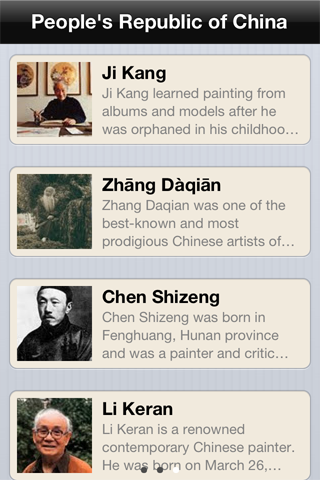 People's Republic of China
Ji Kang
Ji Kang learned painting from
albums and models after he
was orphaned in his childhoo…
Zhāng Dàqiān
Zhang Daqian was one of the
best-known and most
prodigious Chinese artists of…
Chen Shizeng
Chen Shizeng was born in
Fenghuang, Hunan province
and was a painter and critic…
Li Keran
Li Keran is a renowned
contemporary Chinese painter.
He was born on March 26,…